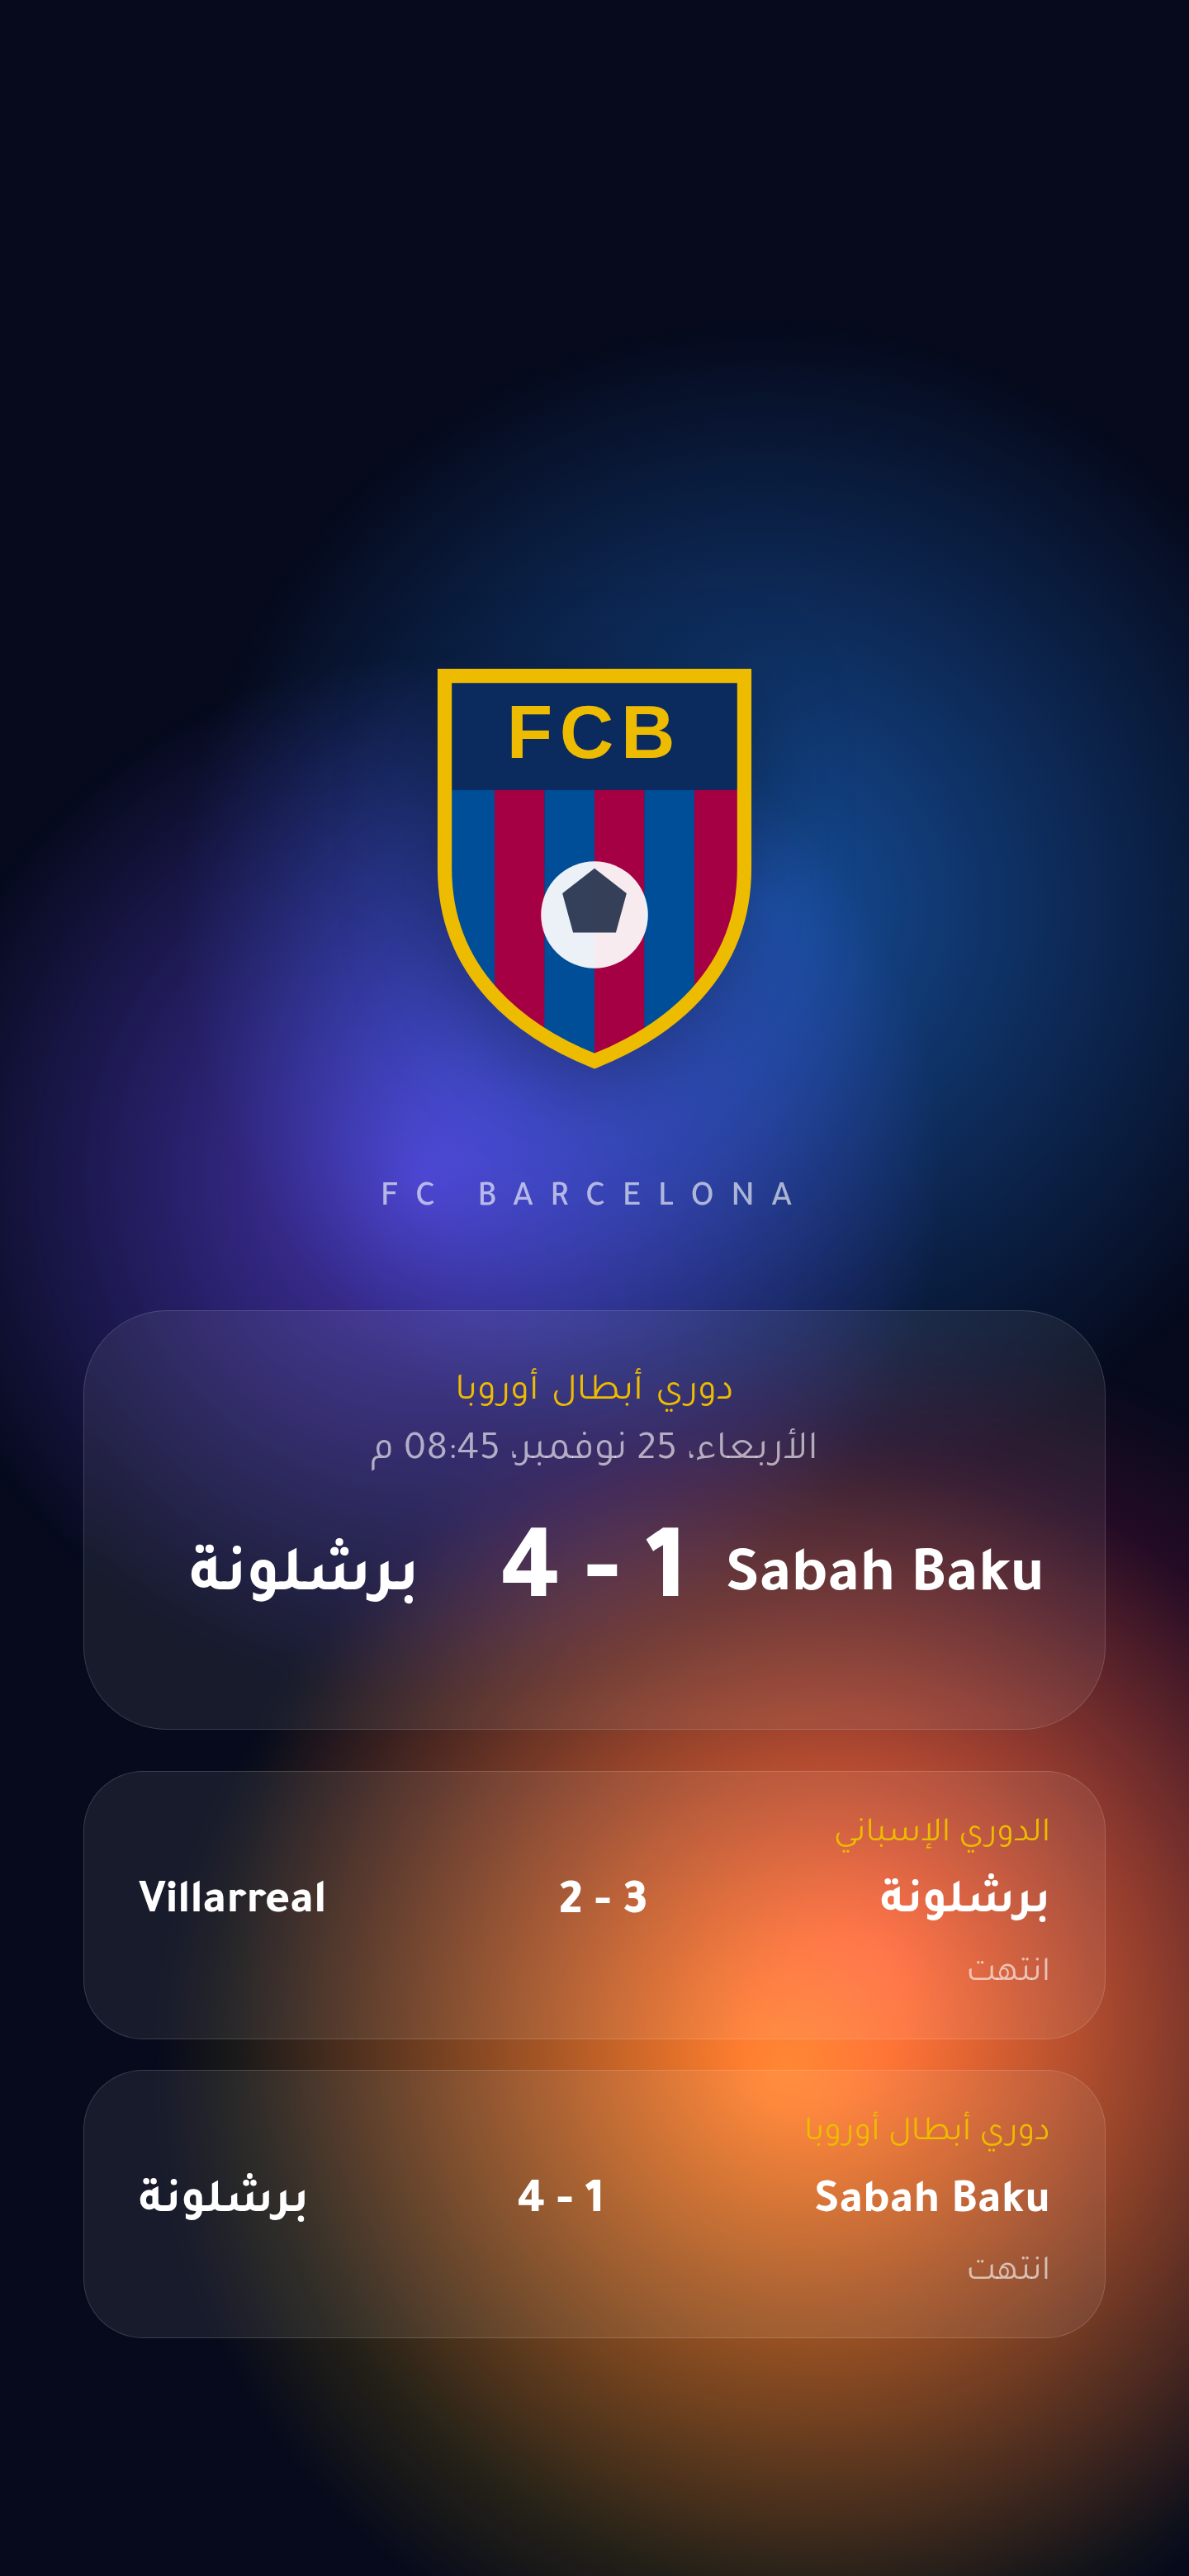 FCB
FC BARCELONA
دوري أبطال أوروبا
الأربعاء، 25 نوفمبر، 08:45 م
Sabah Baku 1 - 4 برشلونة
الدوري الإسباني
برشلونة 3 - 2 Villarreal
انتهت
دوري أبطال أوروبا
Sabah Baku 1 - 4 برشلونة
انتهت